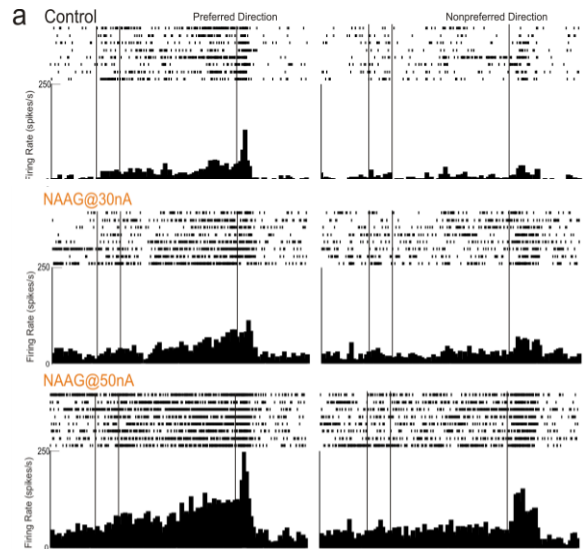 a Control Preferred Direction Nonpreferred Direction
250
Firing Rate (spikes/s)
NAAG@30nA
250
Firing Rate (spikes/s)
0
NAAG@50nA
250
Firing Rate (spikes/s)
0